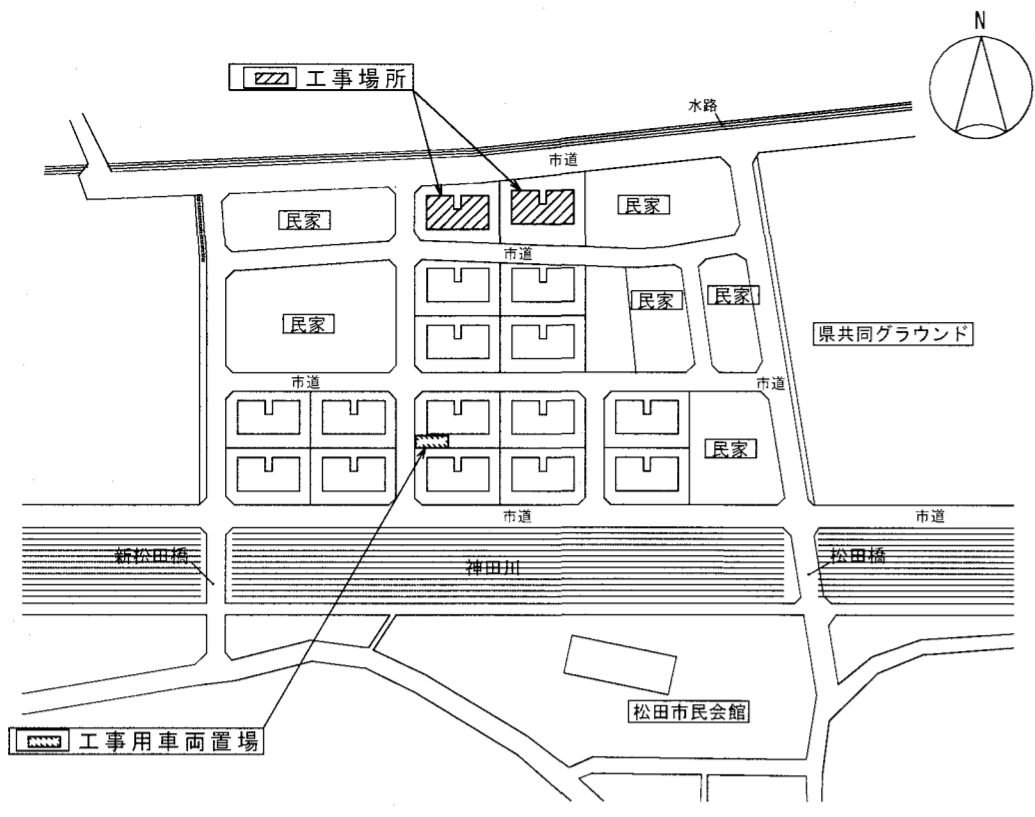 N
工事場所
水路
市道
民家
民家
市道
民家
民家
民家
県共同グラウンド
市道
市道
民家
市道
市道
新松田橋
神田川
松田橋
松田市民会館
工事用車両置場